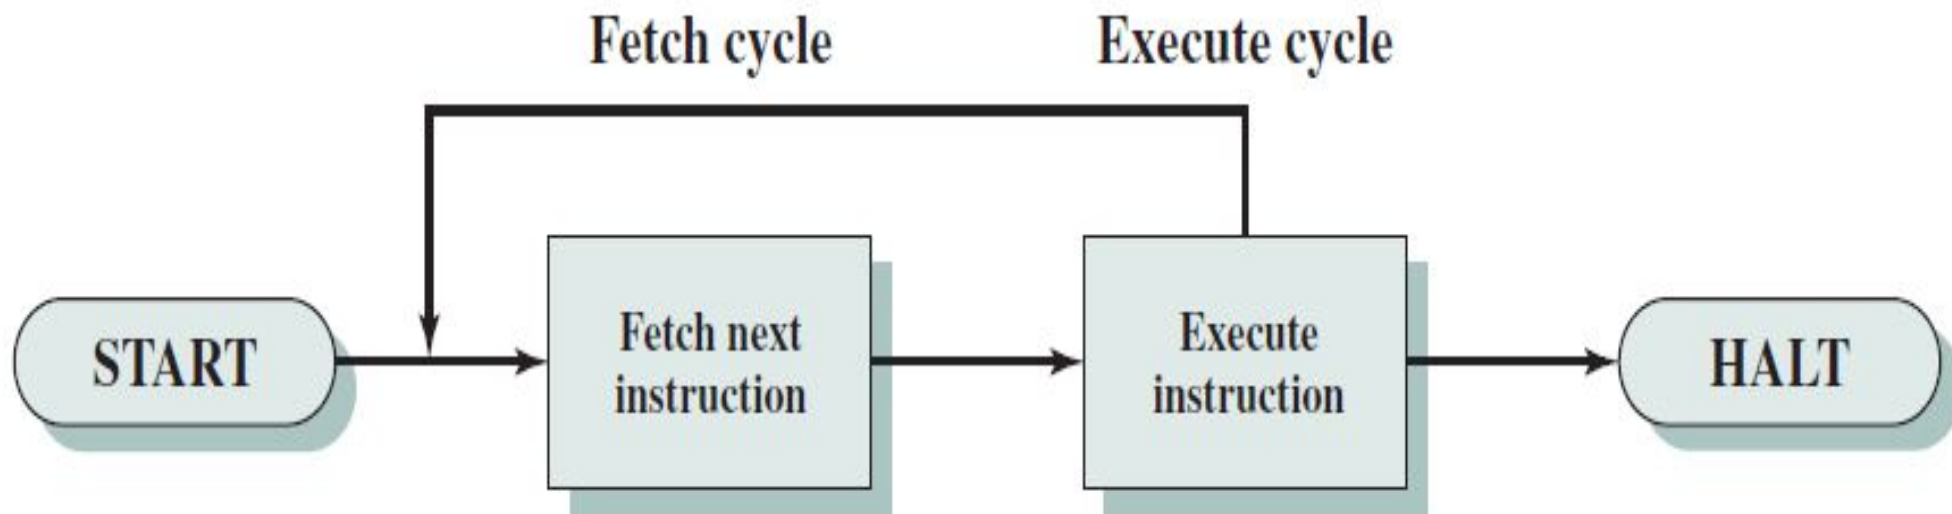 Fetch cycle
Execute cycle
START
Fetch next
instruction
Execute
instruction
HALT